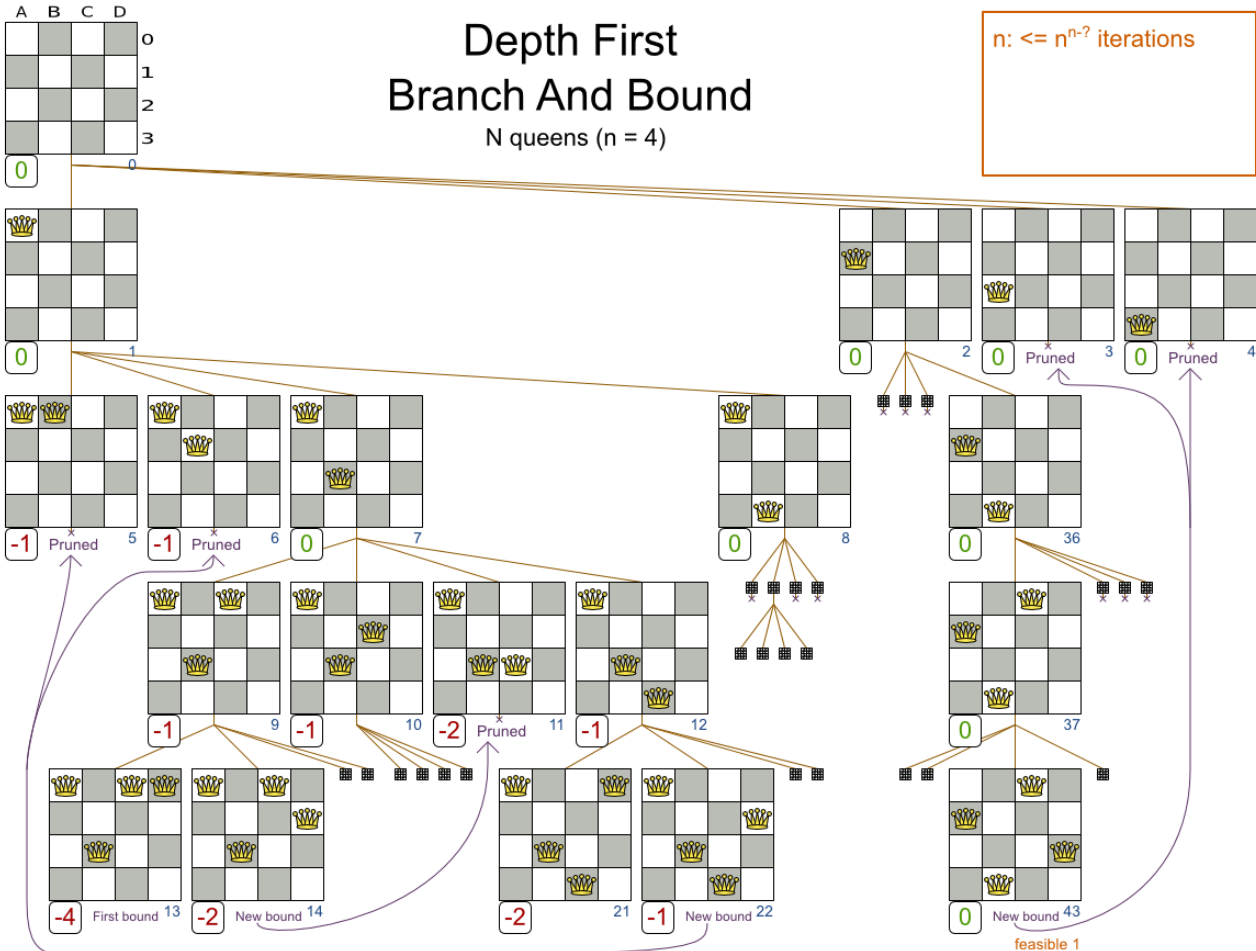 A B C D
Depth First
Branch And Bound
N queens (n = 4)
n: <= n^n-? iterations
0
1
2
3
0 0
0 1
0 2
0 Pruned 3
0 Pruned 4
-1 Pruned 5
-1 Pruned 6
0 7
0 8
0 36
-1 9
-1 10
-2 Pruned 11
-1 12
0 37
-4 First bound 13
-2 New bound 14
-2 21
-1 New bound 22
0 New bound 43
feasible 1